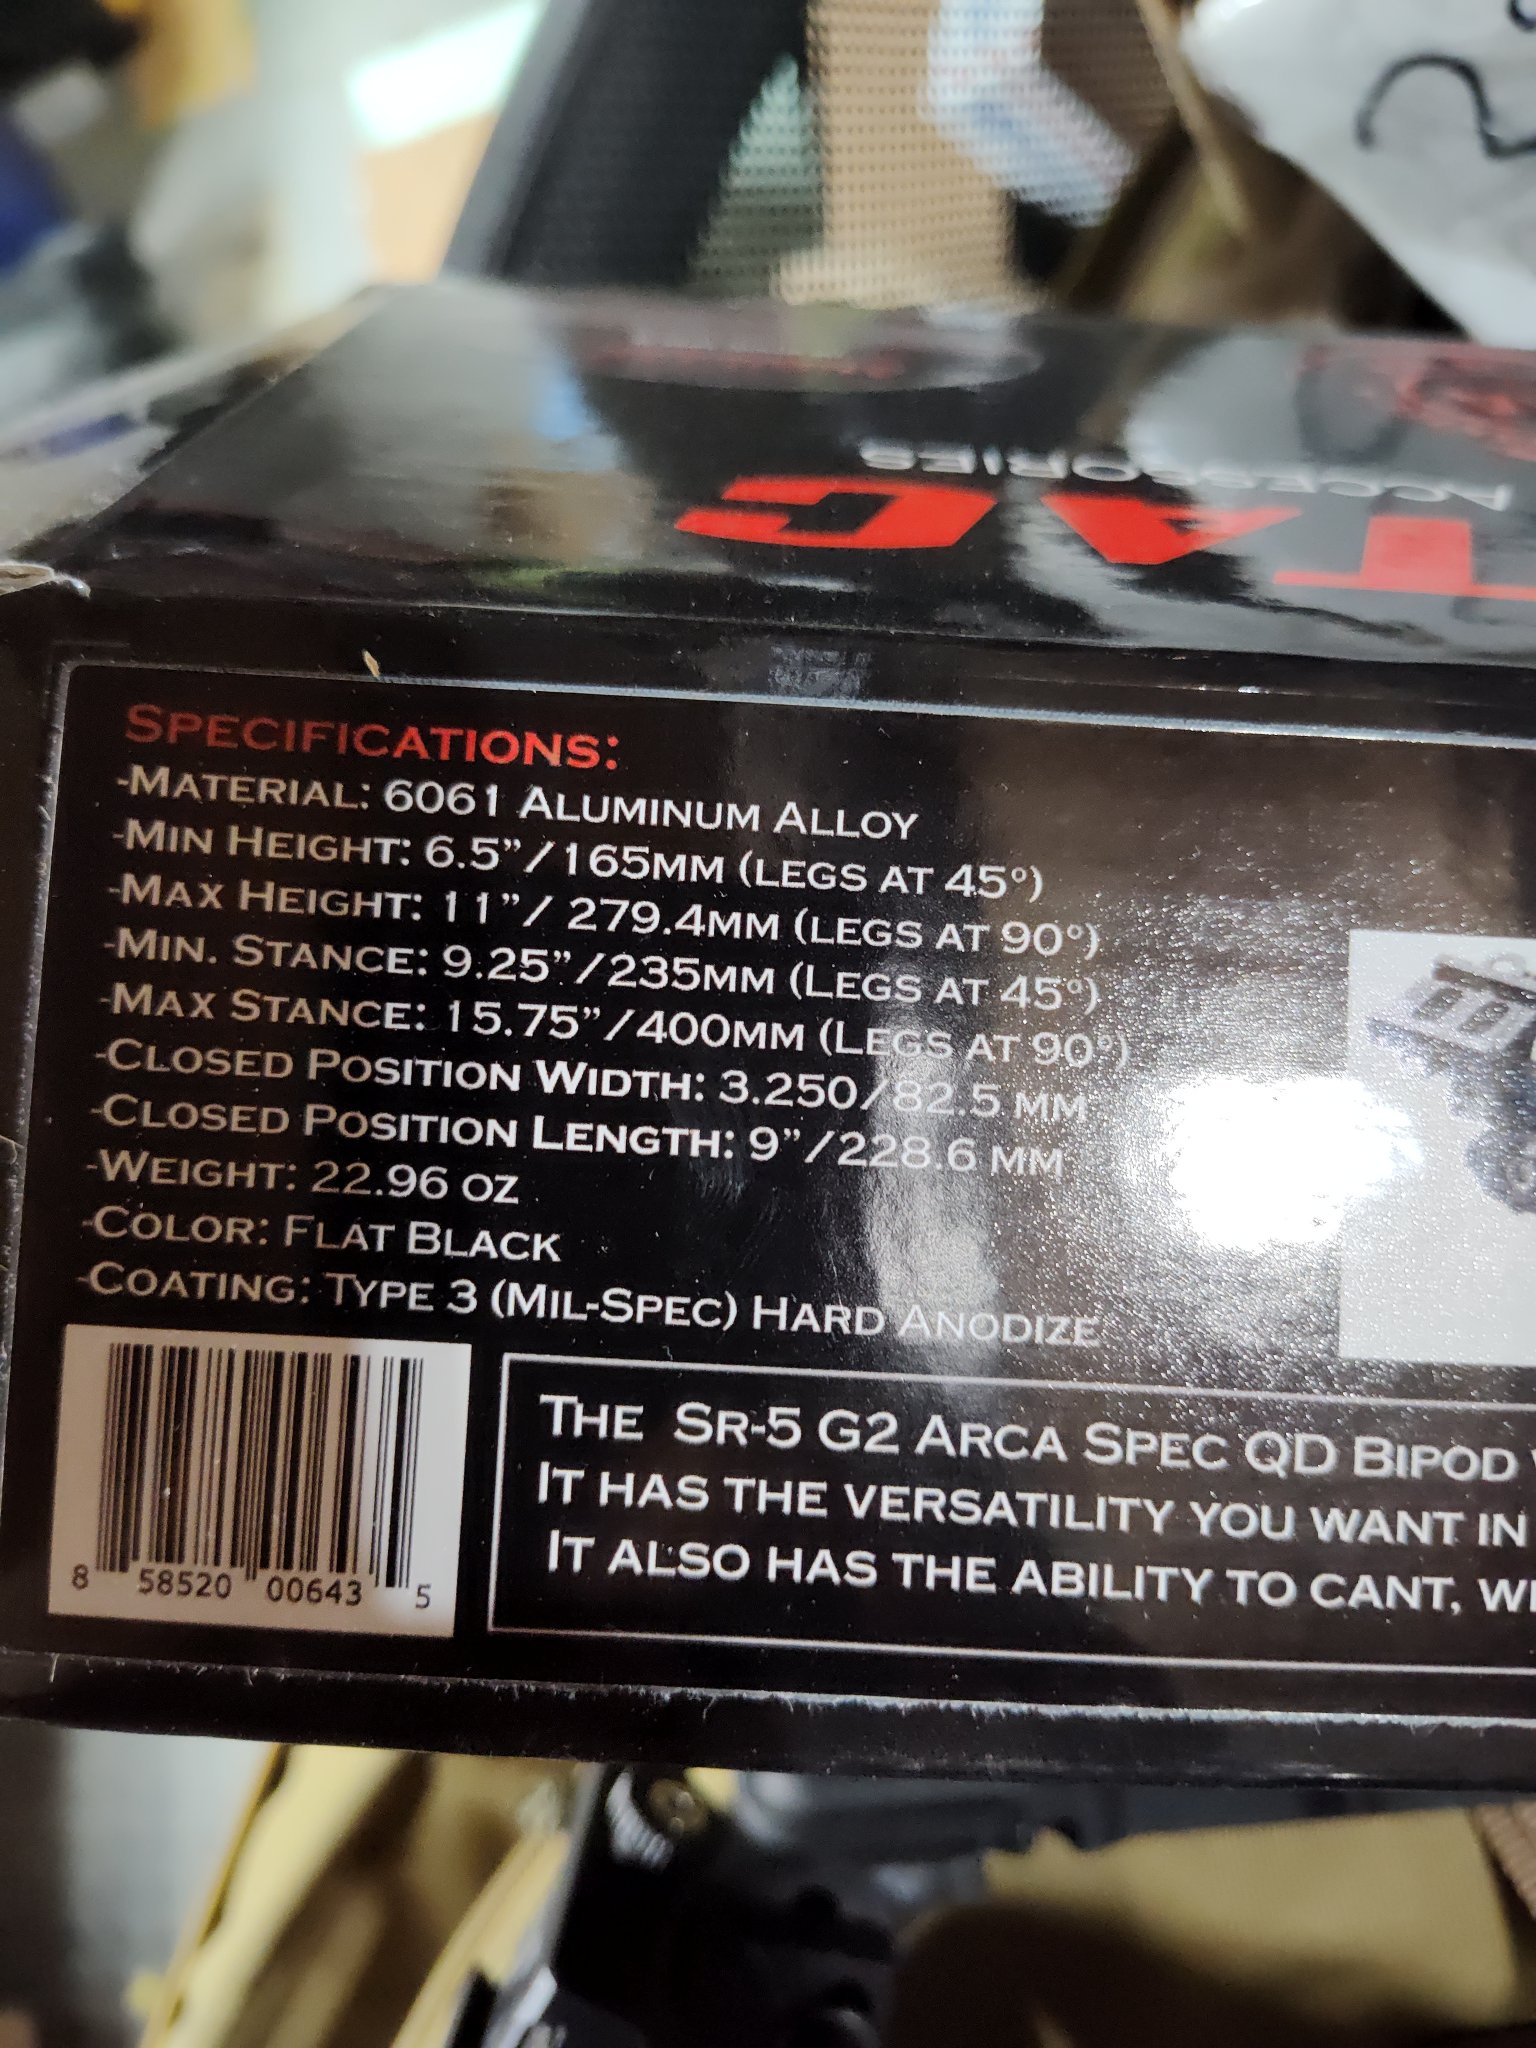 TAC
ACCESSORIES
SPECIFICATIONS:
-MATERIAL: 6061 ALUMINUM ALLOY
-MIN HEIGHT: 6.5”/165MM (LEGS AT 45°)
-MAX HEIGHT: 11”/ 279.4MM (LEGS AT 90°)
-MIN. STANCE: 9.25”/235MM (LEGS AT 45°)
-MAX STANCE: 15.75”/400MM (LEGS AT 90°)
-CLOSED POSITION WIDTH: 3.250/82.5 MM
-CLOSED POSITION LENGTH: 9”/228.6 MM
-WEIGHT: 22.96 OZ
-COLOR: FLAT BLACK
-COATING: TYPE 3 (MIL-SPEC) HARD ANODIZE
8 58520 00643 5
THE SR-5 G2 ARCA SPEC QD BIPOD
IT HAS THE VERSATILITY YOU WANT IN
IT ALSO HAS THE ABILITY TO CANT,